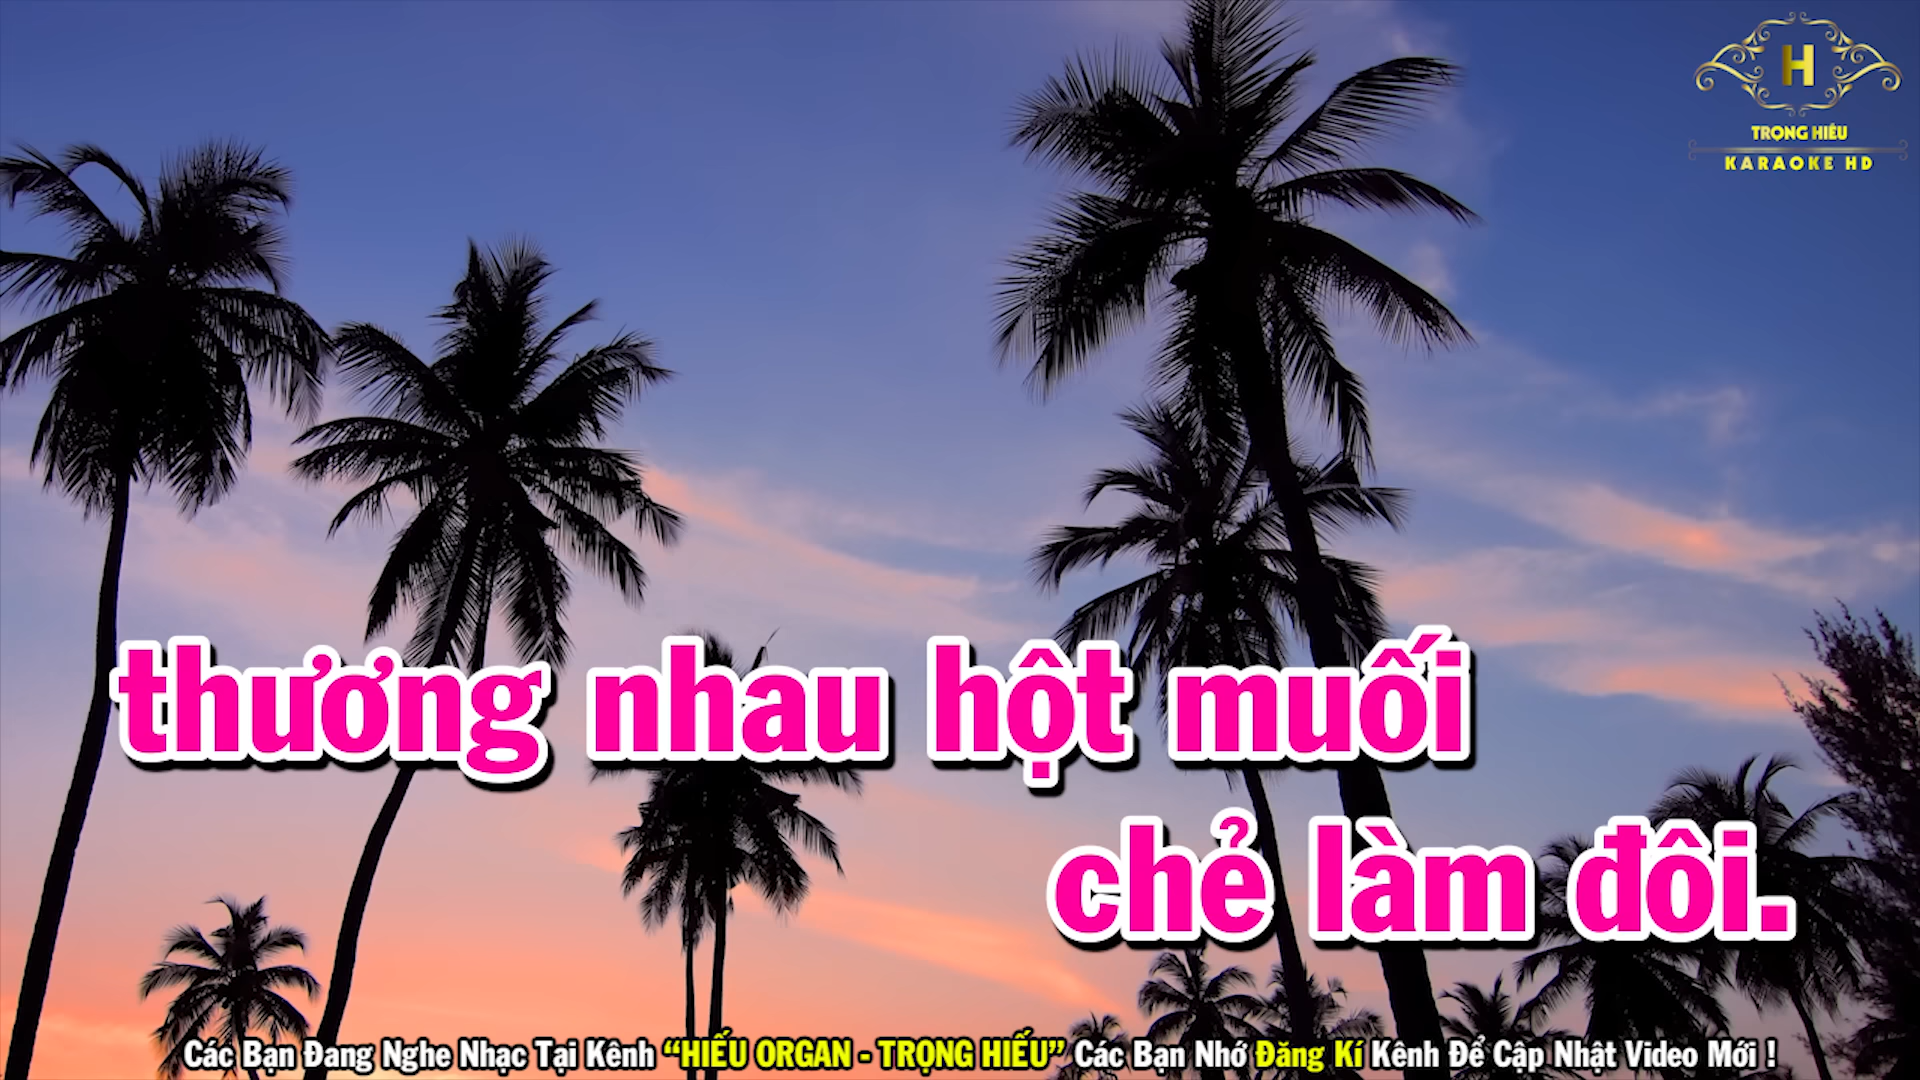 H
TRỌNG HIẾU
KARAOKE HD
thương nhau hột muối
chẻ làm đôi.
Các Bạn Đang Nghe Nhạc Tại Kênh “HIẾU ORGAN - TRỌNG HIẾU” Các Bạn Nhớ Đăng Kí Kênh Để Cập Nhật Video Mới !